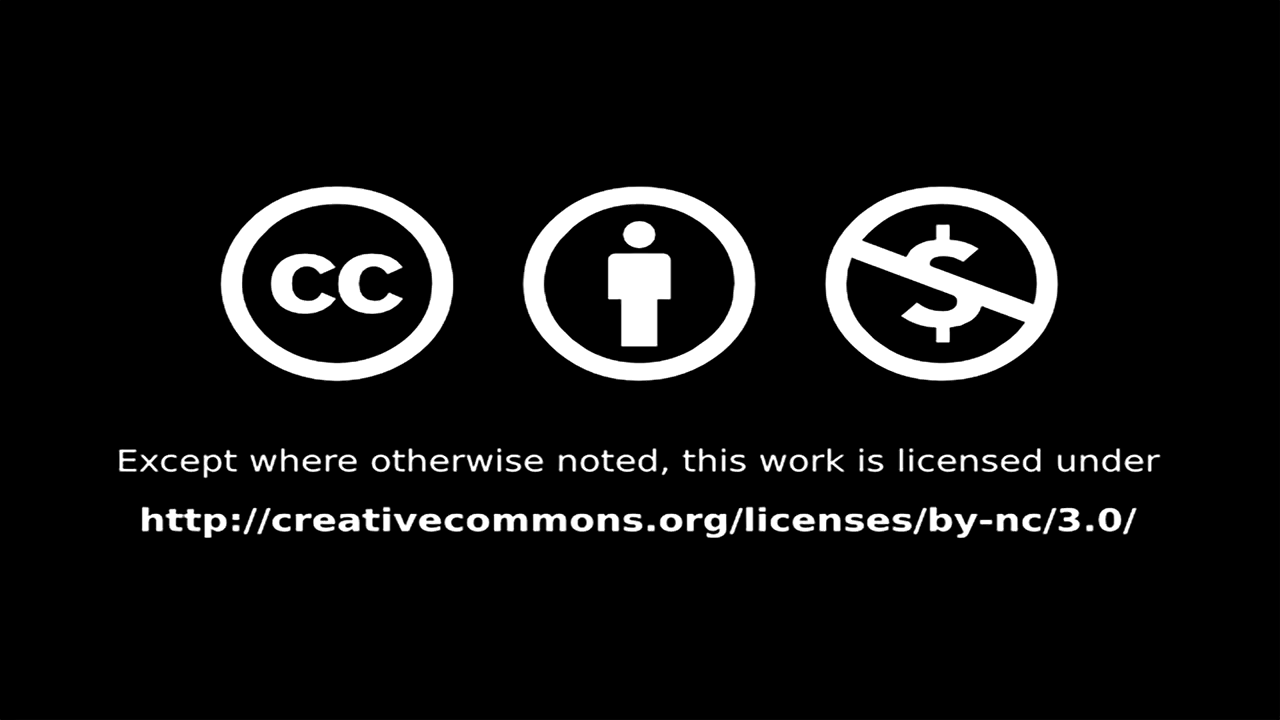 cc
$
Except where otherwise noted, this work is licensed under
http://creativecommons.org/licenses/by-nc/3.0/